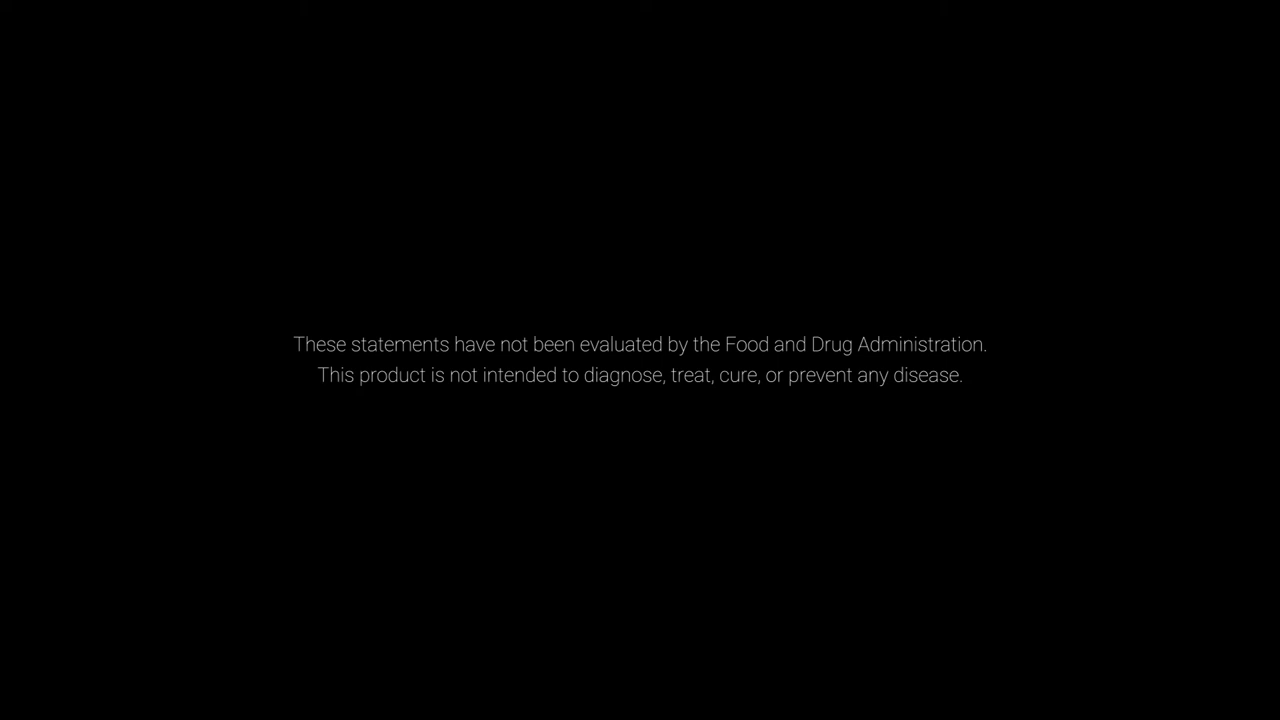 These statements have not been evaluated by the Food and Drug Administration.
This product is not intended to diagnose, treat, cure, or prevent any disease.